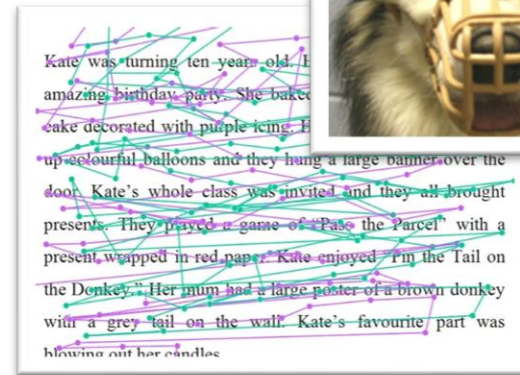 Kate was turning ten years old.
amazing birthday party. She baked
cake decorated with purple icing.
up colourful balloons and they hung a large banner over the
door. Kate's whole class was invited and they all brought
presents. They played a game of "Pass the Parcel" with a
present wrapped in red paper. Kate enjoyed "Pin the Tail on
the Donkey." Her mum had a large poster of a brown donkey
with a grey tail on the wall. Kate's favourite part was
blowing out her candles